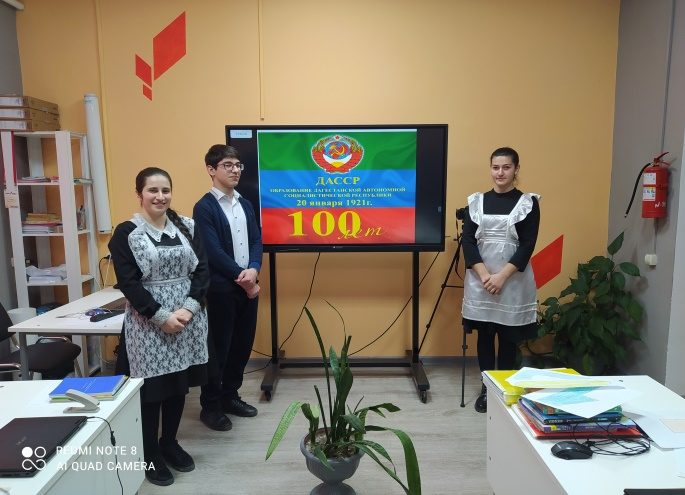 ДАССР
ОБРАЗОВАНИЕ ДАГЕСТАНСКОЙ АВТОНОМНОЙ
СОЦИАЛИСТИЧЕСКОЙ РЕСПУБЛИКИ
20 января 1921г.
100 лет
REDMI NOTE 8
AI QUAD CAMERA